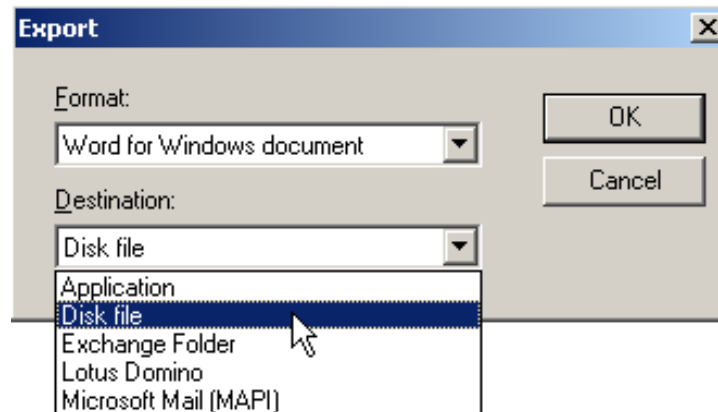 Export
Format:
Word for Windows document
OK
Cancel
Destination:
Disk file
Application
Disk file
Exchange Folder
Lotus Domino
Microsoft Mail (MAPI)